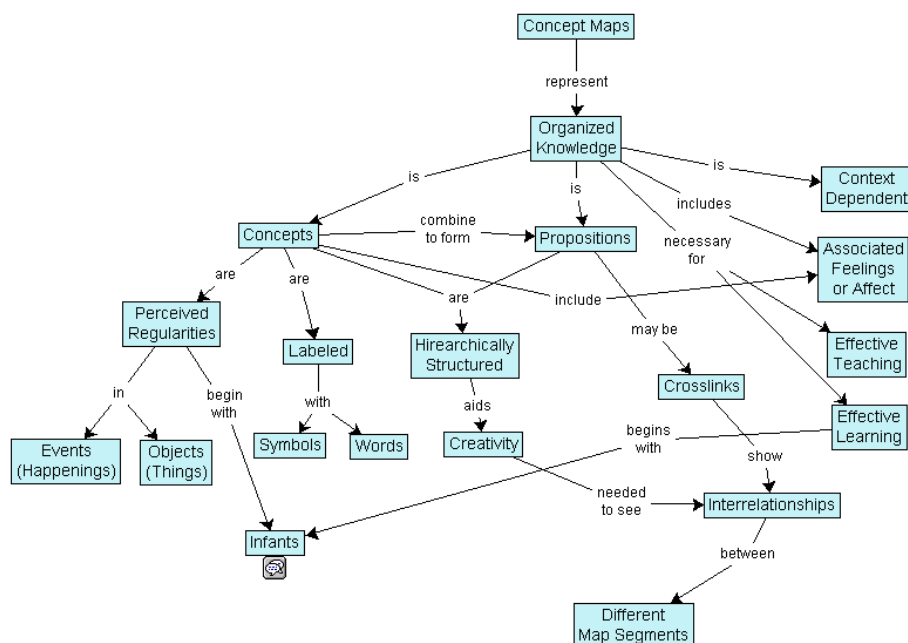 Concept Maps
represent
Organized
Knowledge
is
is
is
Context
Dependent
includes
combine
to form
Concepts
Propositions
necessary
for
Associated
Feelings
or Affect
are
are
are
include
Perceived
Regularities
Labeled
Hirearchically
Structured
may be
Effective
Teaching
Crosslinks
in
begin
with
with
aids
begins
with
Effective
Learning
Events
(Happenings)
Objects
(Things)
Symbols
Words
Creativity
show
needed
to see
Interrelationships
Infants
between
Different
Map Segments